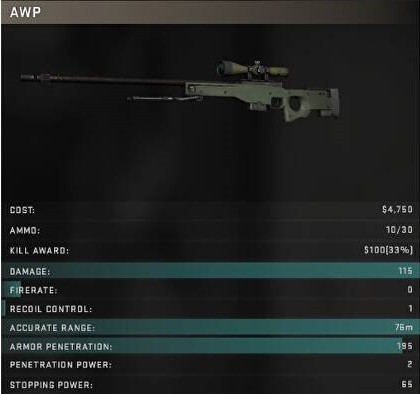 AWP
COST: $4,750
AMMO: 10/30
KILL AWARD: $100(33%)
DAMAGE: 115
FIRERATE: 0
RECOIL CONTROL: 1
ACCURATE RANGE: 76m
ARMOR PENETRATION: 195
PENETRATION POWER: 2
STOPPING POWER: 65